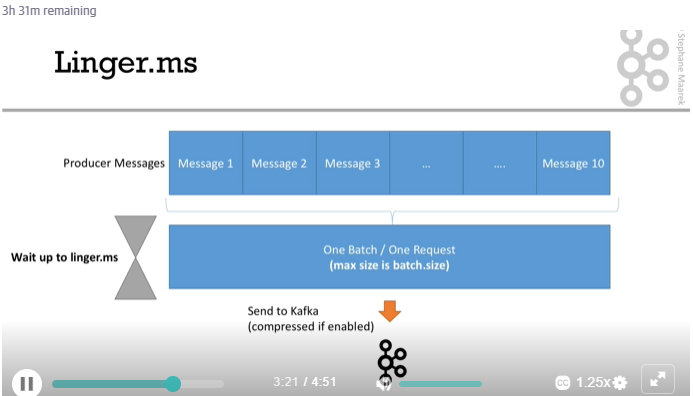 3h 31m remaining
Linger.ms
Stephane Maarek
Producer Messages
Message 1
Message 2
Message 3
...
....
Message 10
Wait up to linger.ms
One Batch / One Request
(max size is batch.size)
Send to Kafka
(compressed if enabled)
3:21 / 4:51
CC
1.25x